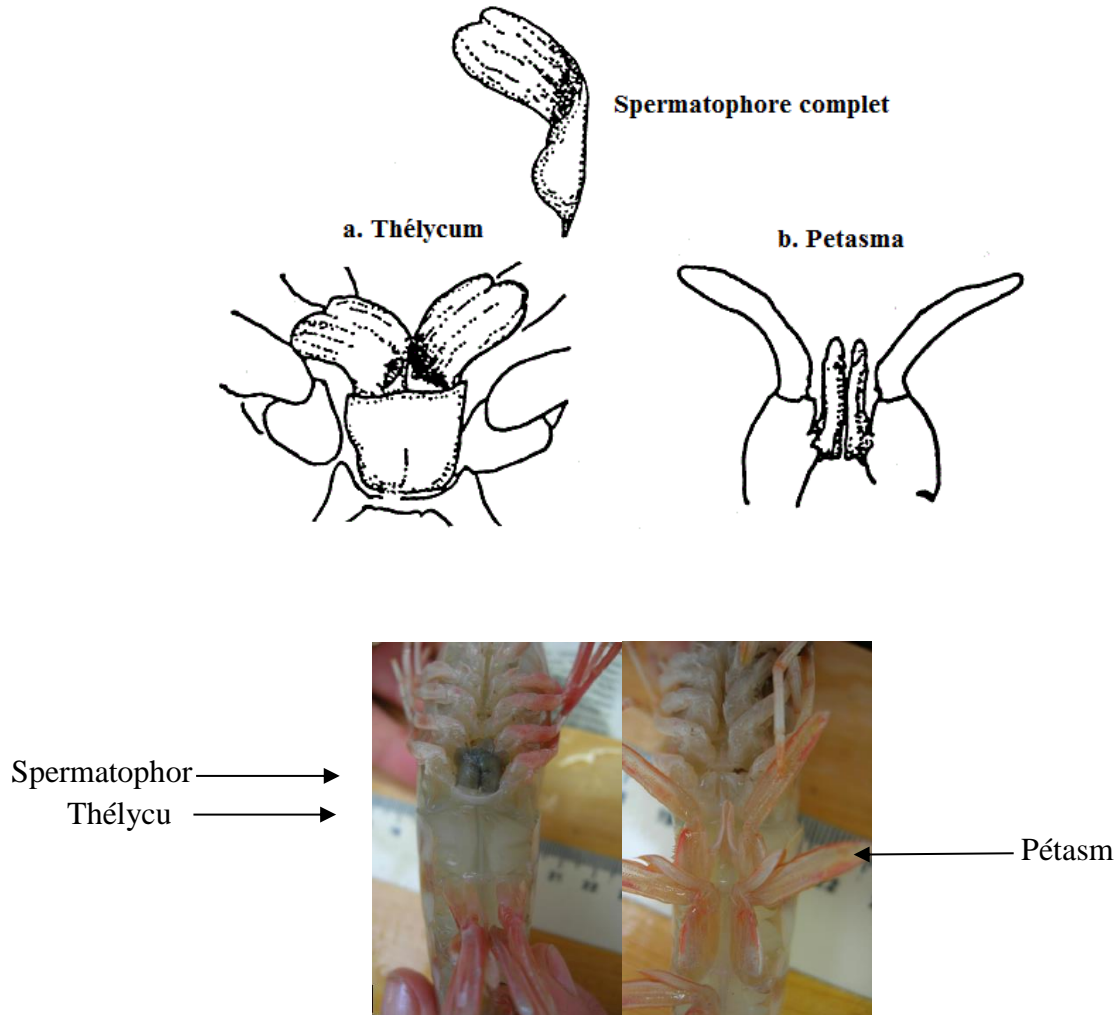 Spermatophore complet
a. Thélycum
b. Petasma
Spermatophor
Thélycu
Pétasm